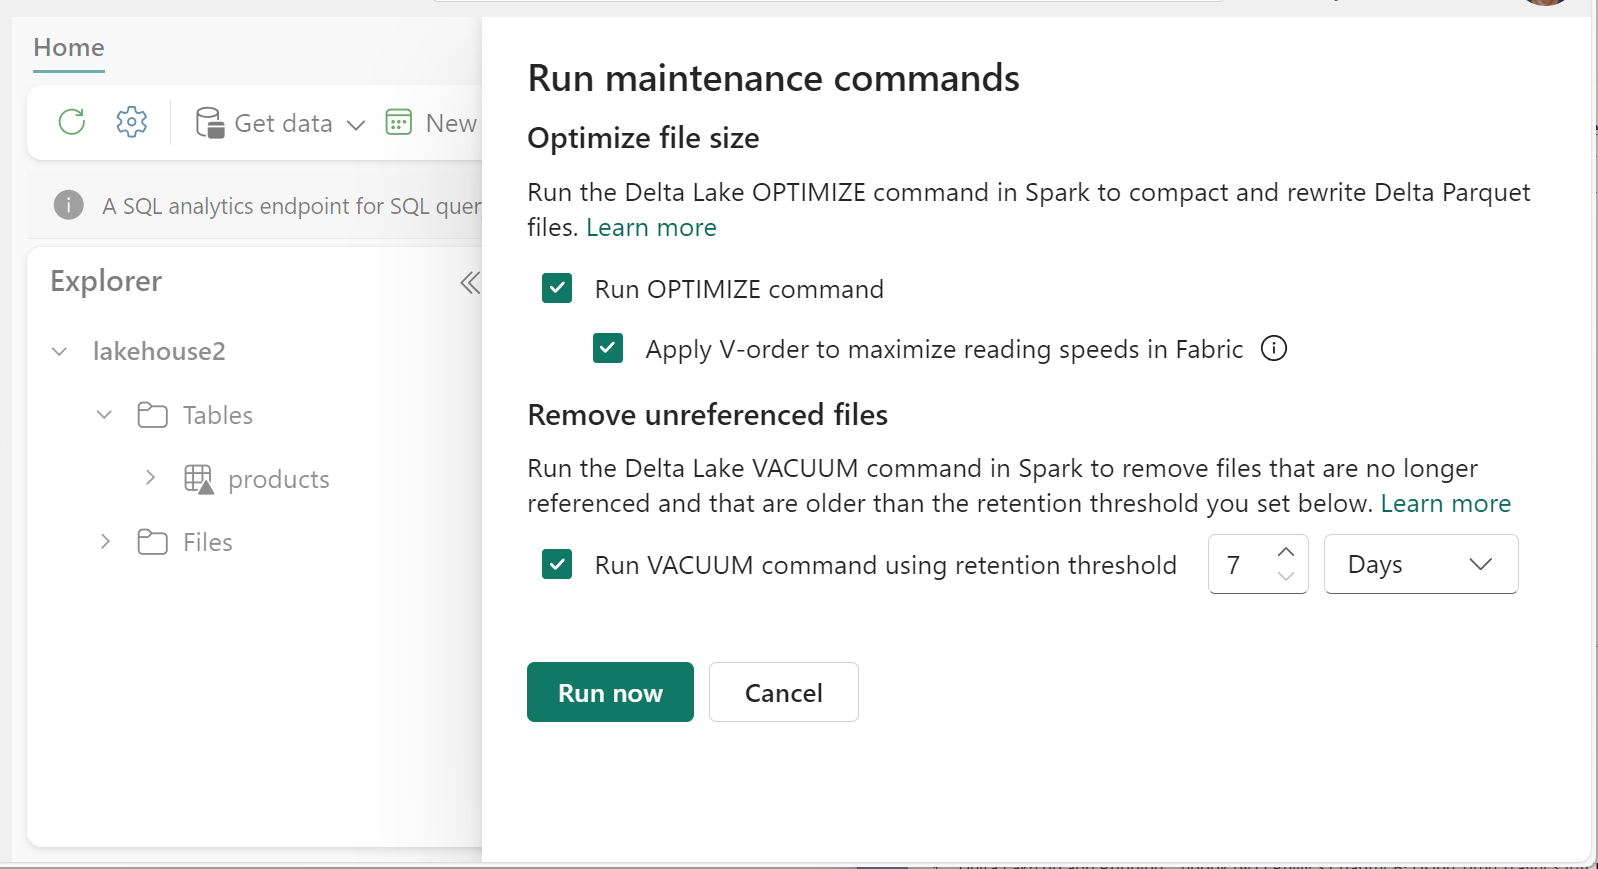 Home
Get data
New
A SQL analytics endpoint for SQL quer
Explorer
lakehouse2
Tables
products
Files
Run maintenance commands
Optimize file size
Run the Delta Lake OPTIMIZE command in Spark to compact and rewrite Delta Parquet
files. Learn more
Run OPTIMIZE command
Apply V-order to maximize reading speeds in Fabric
Remove unreferenced files
Run the Delta Lake VACUUM command in Spark to remove files that are no longer
referenced and that are older than the retention threshold you set below. Learn more
Run VACUUM command using retention threshold
7
Days
Run now
Cancel